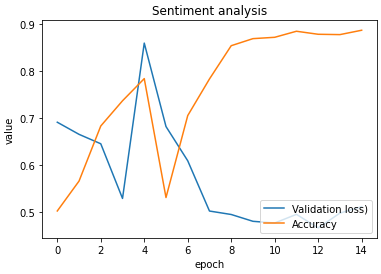 Sentiment analysis
value
0.9
0.8
0.7
0.6
0.5
Validation loss)
Accuracy
0 2 4 6 8 10 12 14
epoch